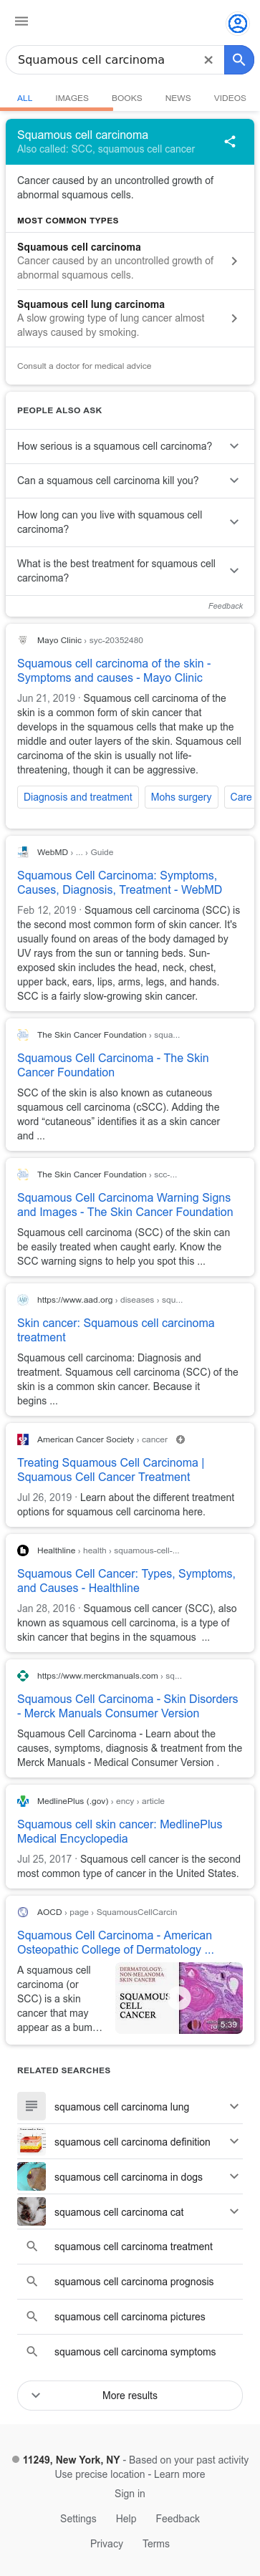 Squamous cell carcinoma
ALL IMAGES BOOKS NEWS VIDEOS
Squamous cell carcinoma
Also called: SCC, squamous cell cancer
Cancer caused by an uncontrolled growth of
abnormal squamous cells.
MOST COMMON TYPES
Squamous cell carcinoma
Cancer caused by an uncontrolled growth of
abnormal squamous cells.
Squamous cell lung carcinoma
A slow growing type of lung cancer almost
always caused by smoking.
Consult a doctor for medical advice
PEOPLE ALSO ASK
How serious is a squamous cell carcinoma?
Can a squamous cell carcinoma kill you?
How long can you live with squamous cell
carcinoma?
What is the best treatment for squamous cell
carcinoma?
Feedback
Mayo Clinic › syc-20352480
Squamous cell carcinoma of the skin -
Symptoms and causes - Mayo Clinic
Jun 21, 2019 · Squamous cell carcinoma of the
skin is a common form of skin cancer that
develops in the squamous cells that make up the
middle and outer layers of the skin. Squamous cell
carcinoma of the skin is usually not life-
threatening, though it can be aggressive.
Diagnosis and treatment Mohs surgery Care
WebMD › ... › Guide
Squamous Cell Carcinoma: Symptoms,
Causes, Diagnosis, Treatment - WebMD
Feb 12, 2019 · Squamous cell carcinoma (SCC) is
the second most common form of skin cancer. It's
usually found on areas of the body damaged by
UV rays from the sun or tanning beds. Sun-
exposed skin includes the head, neck, chest,
upper back, ears, lips, arms, legs, and hands.
SCC is a fairly slow-growing skin cancer.
The Skin Cancer Foundation › squa...
Squamous Cell Carcinoma - The Skin
Cancer Foundation
SCC of the skin is also known as cutaneous
squamous cell carcinoma (cSCC). Adding the
word “cutaneous” identifies it as a skin cancer
and ...
The Skin Cancer Foundation › scc-...
Squamous Cell Carcinoma Warning Signs
and Images - The Skin Cancer Foundation
Squamous cell carcinoma (SCC) of the skin can
be easily treated when caught early. Know the
SCC warning signs to help you spot this ...
https://www.aad.org › diseases › squ...
Skin cancer: Squamous cell carcinoma
treatment
Squamous cell carcinoma: Diagnosis and
treatment. Squamous cell carcinoma (SCC) of the
skin is a common skin cancer. Because it
begins ...
American Cancer Society › cancer
Treating Squamous Cell Carcinoma |
Squamous Cell Cancer Treatment
Jul 26, 2019 · Learn about the different treatment
options for squamous cell carcinoma here.
Healthline › health › squamous-cell-...
Squamous Cell Cancer: Types, Symptoms,
and Causes - Healthline
Jan 28, 2016 · Squamous cell cancer (SCC), also
known as squamous cell carcinoma, is a type of
skin cancer that begins in the squamous ...
https://www.merckmanuals.com › sq...
Squamous Cell Carcinoma - Skin Disorders
- Merck Manuals Consumer Version
Squamous Cell Carcinoma - Learn about the
causes, symptoms, diagnosis & treatment from the
Merck Manuals - Medical Consumer Version .
MedlinePlus (.gov) › ency › article
Squamous cell skin cancer: MedlinePlus
Medical Encyclopedia
Jul 25, 2017 · Squamous cell cancer is the second
most common type of cancer in the United States.
AOCD › page › SquamousCellCarcin
Squamous Cell Carcinoma - American
Osteopathic College of Dermatology ...
A squamous cell
carcinoma (or
SCC) is a skin
cancer that may
appear as a bum...
DERMATOLOGY:
NON-MELANOMA
SKIN CANCER
SQUAMOUS
CELL
CANCER
5:39
RELATED SEARCHES
squamous cell carcinoma lung
squamous cell carcinoma definition
squamous cell carcinoma in dogs
squamous cell carcinoma cat
squamous cell carcinoma treatment
squamous cell carcinoma prognosis
squamous cell carcinoma pictures
squamous cell carcinoma symptoms
More results
11249, New York, NY - Based on your past activity
Use precise location - Learn more
Sign in
Settings Help Feedback
Privacy Terms